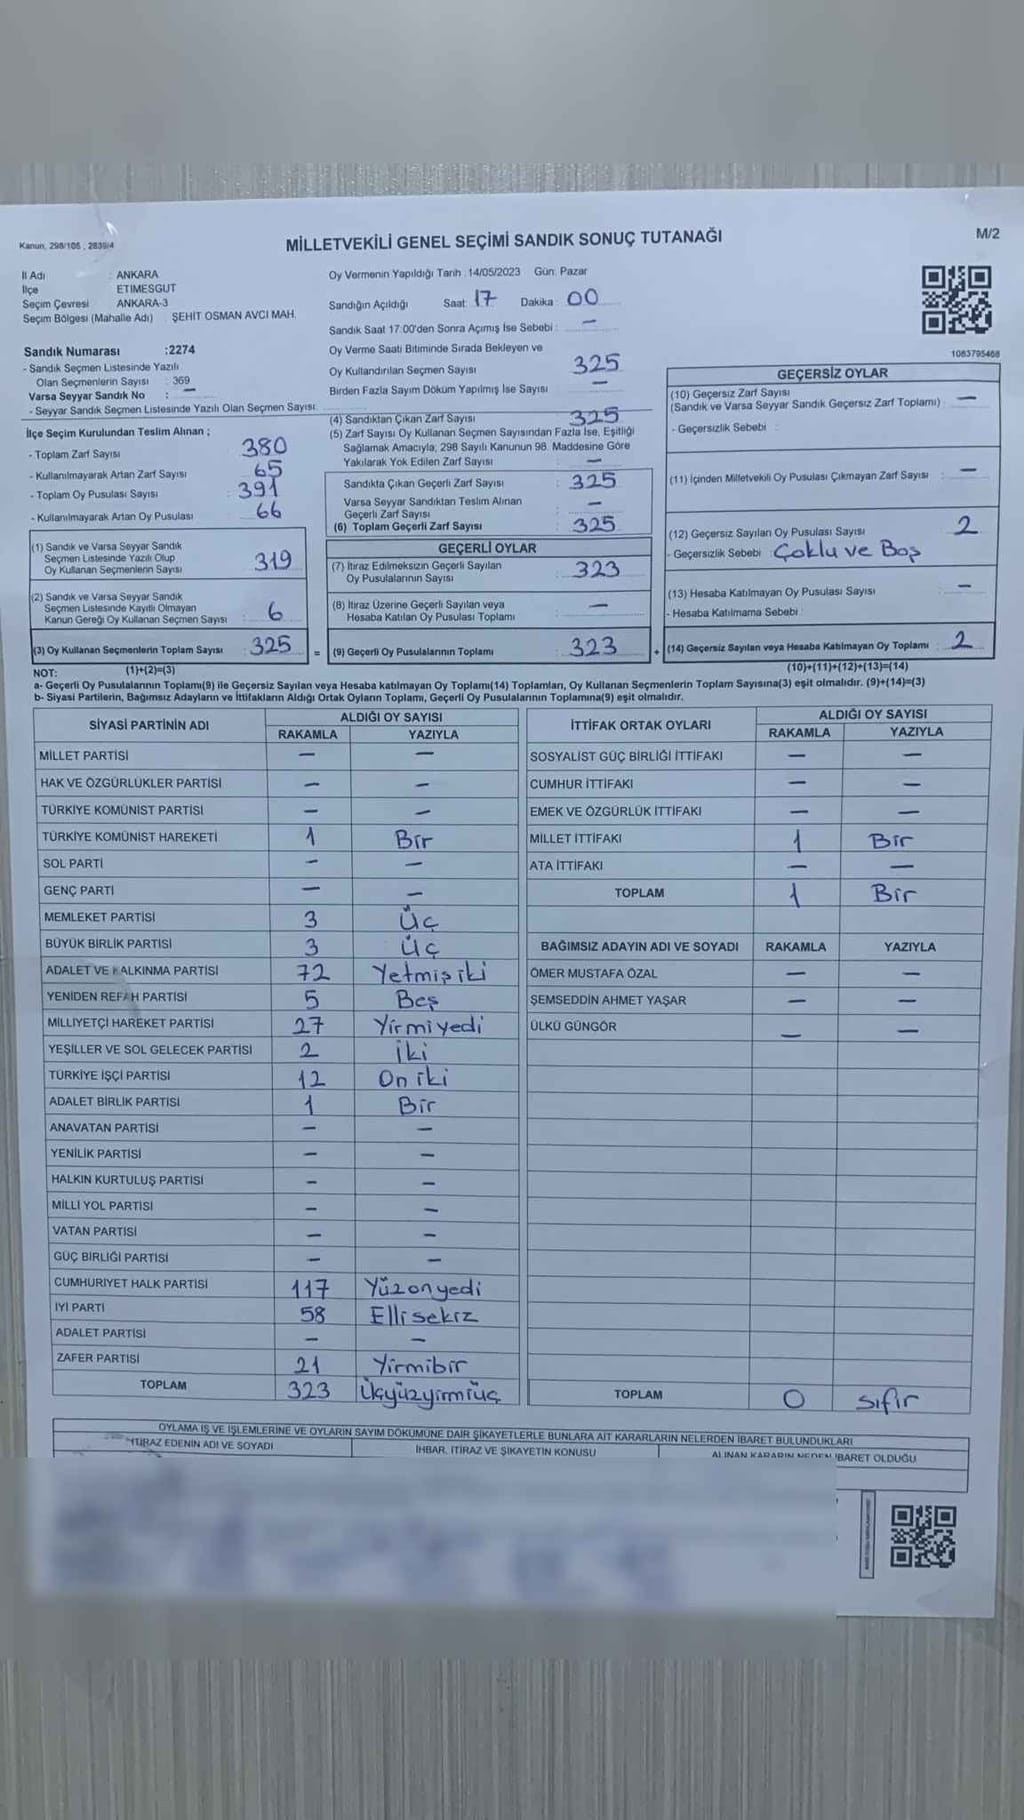 Kanun, 298/105 ; 2839/4
MİLLETVEKİLİ GENEL SEÇİMİ SANDIK SONUÇ TUTANAĞI
M/2
İl Adı : ANKARA
İlçe : ETİMESGUT
Seçim Çevresi : ANKARA-3
Seçim Bölgesi (Mahalle Adı) : ŞEHİT OSMAN AVCI MAH.
Sandık Numarası :2274
- Sandık Seçmen Listesinde Yazılı
Olan Seçmenlerin Sayısı : 369
Varsa Seyyar Sandık No : —
- Seyyar Sandık Seçmen Listesinde Yazılı Olan Seçmen Sayısı:
İlçe Seçim Kurulundan Teslim Alınan ;
- Toplam Zarf Sayısı : 380
- Kullanılmayarak Artan Zarf Sayısı : 65
- Toplam Oy Pusulası Sayısı : 391
- Kullanılmayarak Artan Oy Pusulası : 66
(1) Sandık ve Varsa Seyyar Sandık
Seçmen Listesinde Yazılı Olup
Oy Kullanan Seçmenlerin Sayısı : 319
(2) Sandık ve Varsa Seyyar Sandık
Seçmen Listesinde Kayıtlı Olmayan
Kanun Gereği Oy Kullanan Seçmen Sayısı : 6
(3) Oy Kullanan Seçmenlerin Toplam Sayısı : 325 =
Oy Vermenin Yapıldığı Tarih : 14/05/2023 Gün: Pazar
Sandığın Açıldığı Saat: 17 Dakika : 00
Sandık Saat 17:00'den Sonra Açımış İse Sebebi : —
Oy Verme Saati Bitiminde Sırada Bekleyen ve
Oy Kullandırılan Seçmen Sayısı : 325
Birden Fazla Sayım Döküm Yapılmış İse Sayısı : —
(4) Sandıktan Çıkan Zarf Sayısı : 325
(5) Zarf Sayısı Oy Kullanan Seçmen Sayısından Fazla İse, Eşitliği
Sağlamak Amacıyla, 298 Sayılı Kanunun 98. Maddesine Göre
Yakılarak Yok Edilen Zarf Sayısı : —
Sandıkta Çıkan Geçerli Zarf Sayısı : 325
Varsa Seyyar Sandıktan Teslim Alınan
Geçerli Zarf Sayısı : —
(6) Toplam Geçerli Zarf Sayısı : 325
GEÇERLİ OYLAR
(7) İtiraz Edilmeksizin Geçerli Sayılan
Oy Pusulalarının Sayısı : 323
(8) İtiraz Üzerine Geçerli Sayılan veya
Hesaba Katılan Oy Pusulası Toplamı : —
(9) Geçerli Oy Pusulalarının Toplamı : 323 +
1083795468
GEÇERSİZ OYLAR
(10) Geçersiz Zarf Sayısı
(Sandık ve Varsa Seyyar Sandık Geçersiz Zarf Toplamı) : —
- Geçersizlik Sebebi :
(11) İçinden Milletvekili Oy Pusulası Çıkmayan Zarf Sayısı : —
(12) Geçersiz Sayılan Oy Pusulası Sayısı : 2
- Geçersizlik Sebebi : Çoklu ve Boş
(13) Hesaba Katılmayan Oy Pusulası Sayısı : —
- Hesaba Katılmama Sebebi :
(14) Geçersiz Sayılan veya Hesaba Katılmayan Oy Toplamı : 2
NOT: (1)+(2)=(3) (10)+(11)+(12)+(13)=(14)
a- Geçerli Oy Pusulalarının Toplamı(9) ile Geçersiz Sayılan veya Hesaba katılmayan Oy Toplamı(14) Toplamları, Oy Kullanan Seçmenlerin Toplam Sayısına(3) eşit olmalıdır. (9)+(14)=(3)
b- Siyasi Partilerin, Bağımsız Adayların ve İttifakların Aldığı Ortak Oyların Toplamı, Geçerli Oy Pusulalarının Toplamına(9) eşit olmalıdır.
SİYASİ PARTİNİN ADI ALDIĞI OY SAYISI
RAKAMLA YAZIYLA
MİLLET PARTİSİ — —
HAK VE ÖZGÜRLÜKLER PARTİSİ — —
TÜRKİYE KOMÜNİST PARTİSİ — —
TÜRKİYE KOMÜNİST HAREKETİ 1 Bir
SOL PARTİ — —
GENÇ PARTİ — —
MEMLEKET PARTİSİ 3 Üç
BÜYÜK BİRLİK PARTİSİ 3 Üç
ADALET VE KALKINMA PARTİSİ 72 Yetmiş iki
YENİDEN REFAH PARTİSİ 5 Beş
MİLLİYETÇİ HAREKET PARTİSİ 27 Yirmi yedi
YEŞİLLER VE SOL GELECEK PARTİSİ 2 İki
TÜRKİYE İŞÇİ PARTİSİ 12 On iki
ADALET BİRLİK PARTİSİ 1 Bir
ANAVATAN PARTİSİ — —
YENİLİK PARTİSİ — —
HALKIN KURTULUŞ PARTİSİ — —
MİLLİ YOL PARTİSİ — —
VATAN PARTİSİ — —
GÜÇ BİRLİĞİ PARTİSİ — —
CUMHURİYET HALK PARTİSİ 117 Yüzonyedi
İYİ PARTİ 58 Ellisekiz
ADALET PARTİSİ — —
ZAFER PARTİSİ 21 Yirmibir
TOPLAM 323 Üçyüzyirmiüç
İTTİFAK ORTAK OYLARI ALDIĞI OY SAYISI
RAKAMLA YAZIYLA
SOSYALİST GÜÇ BİRLİĞİ İTTİFAKI — —
CUMHUR İTTİFAKI — —
EMEK VE ÖZGÜRLÜK İTTİFAKI — —
MİLLET İTTİFAKI 1 Bir
ATA İTTİFAKI — —
TOPLAM 1 Bir
BAĞIMSIZ ADAYIN ADI VE SOYADI RAKAMLA YAZIYLA
ÖMER MUSTAFA ÖZAL — —
ŞEMSEDDİN AHMET YAŞAR — —
ÜLKÜ GÜNGÖR — —
TOPLAM 0 sıfır
OYLAMA İŞ VE İŞLEMLERİNE VE OYLARIN SAYIM DÖKÜMÜNE DAİR ŞİKAYETLERLE BUNLARA AİT KARARLARIN NELERDEN İBARET BULUNDUKLARI
İTİRAZ EDENİN ADI VE SOYADI İHBAR, İTİRAZ VE ŞİKAYETİN KONUSU ALINAN KARARIN NEDEN İBARET OLDUĞU